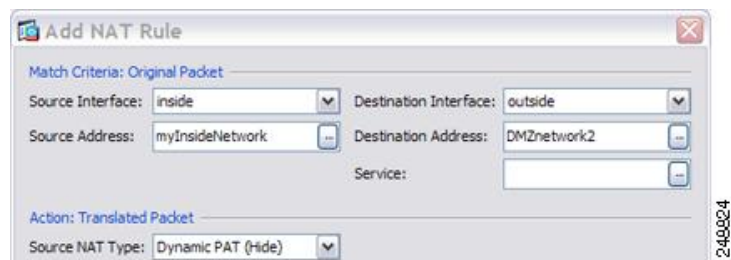 Add NAT Rule
Match Criteria: Original Packet
Source Interface: inside Destination Interface: outside
Source Address: myInsideNetwork ... Destination Address: DMZnetwork2 ...
Service: ...
Action: Translated Packet
Source NAT Type: Dynamic PAT (Hide)
248824